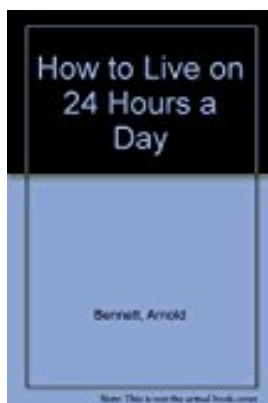 How to Live on
24 Hours a
Day
Bennett, Arnold
Note: This is not the actual book cover